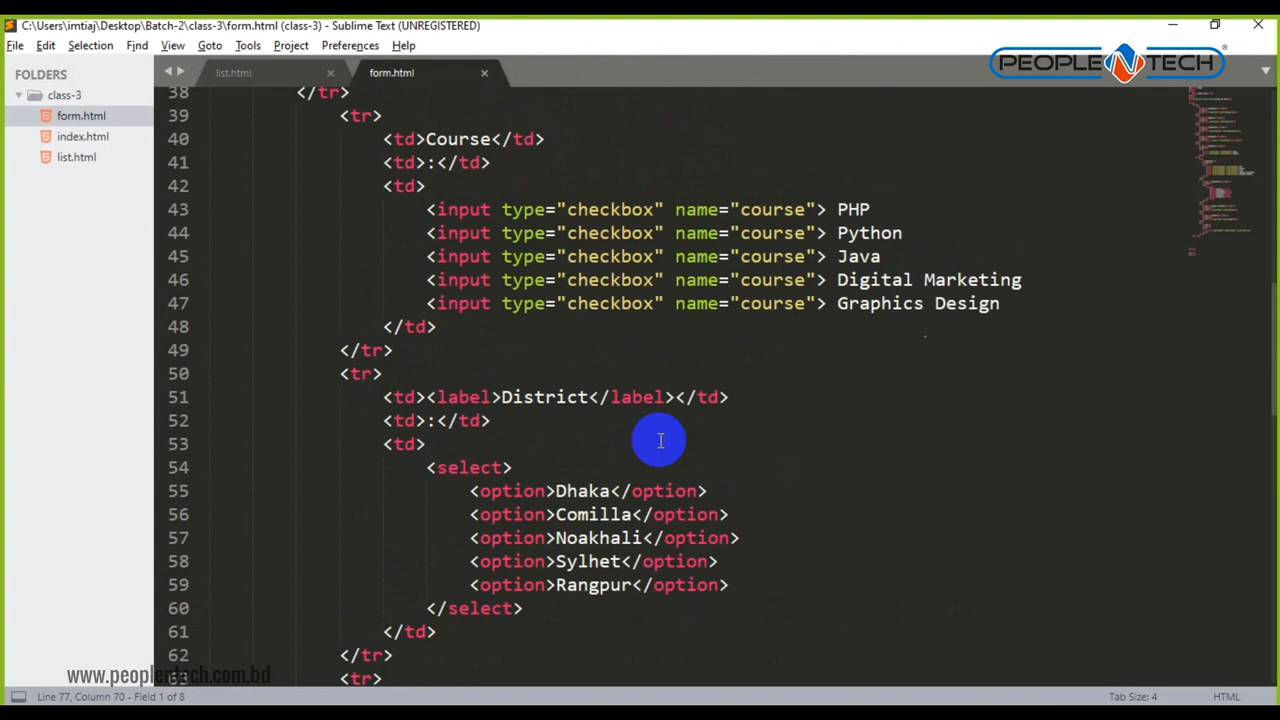 C:\Users\imtiaj\Desktop\Batch-2\class-3\form.html (class-3) - Sublime Text (UNREGISTERED)
File Edit Selection Find View Goto Tools Project Preferences Help
PEOPLE N TECH ®
FOLDERS
class-3
form.html
index.html
list.html
list.html × form.html ×
38 </tr>
39 <tr>
40 <td>Course</td>
41 <td>:</td>
42 <td>
43 <input type="checkbox" name="course"> PHP
44 <input type="checkbox" name="course"> Python
45 <input type="checkbox" name="course"> Java
46 <input type="checkbox" name="course"> Digital Marketing
47 <input type="checkbox" name="course"> Graphics Design
48 </td>
49 </tr>
50 <tr>
51 <td><label>District</label></td>
52 <td>:</td>
53 <td>
54 <select>
55 <option>Dhaka</option>
56 <option>Comilla</option>
57 <option>Noakhali</option>
58 <option>Sylhet</option>
59 <option>Rangpur</option>
60 </select>
61 </td>
62 </tr>
63 <tr>
www.peoplentech.com.bd
Line 77, Column 70 - Field 1 of 8
Tab Size: 4
HTML